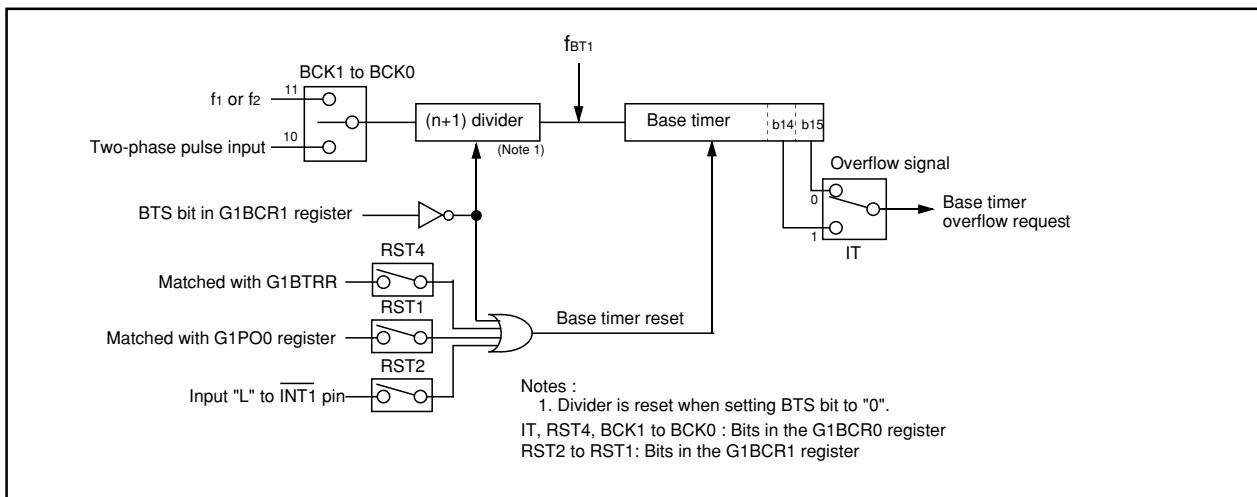 fBT1
BCK1 to BCK0
11
f1 or f2
(n+1) divider
Base timer
b14
b15
10
Two-phase pulse input
(Note 1)
Overflow signal
0
Base timer
overflow request
BTS bit in G1BCR1 register
1
IT
RST4
Matched with G1BTRR
RST1
Base timer reset
Matched with G1PO0 register
RST2
Input "L" to I̅N̅T̅1̅ pin
Notes :
1. Divider is reset when setting BTS bit to "0".
IT, RST4, BCK1 to BCK0 : Bits in the G1BCR0 register
RST2 to RST1: Bits in the G1BCR1 register